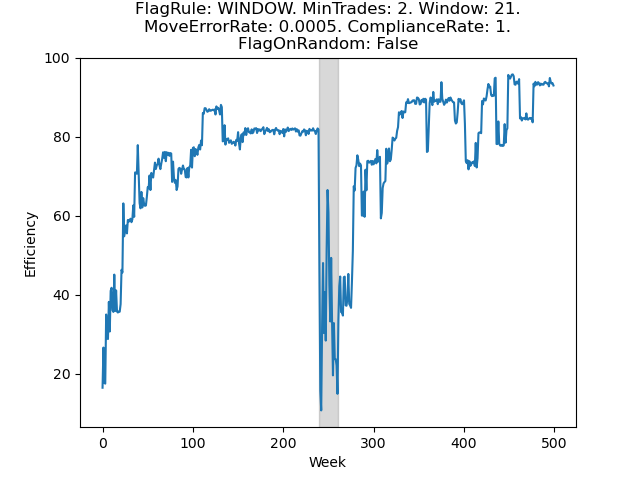 FlagRule: WINDOW. MinTrades: 2. Window: 21.
MoveErrorRate: 0.0005. ComplianceRate: 1.
FlagOnRandom: False
100
80
60
40
20
Efficiency
0 100 200 300 400 500
Week